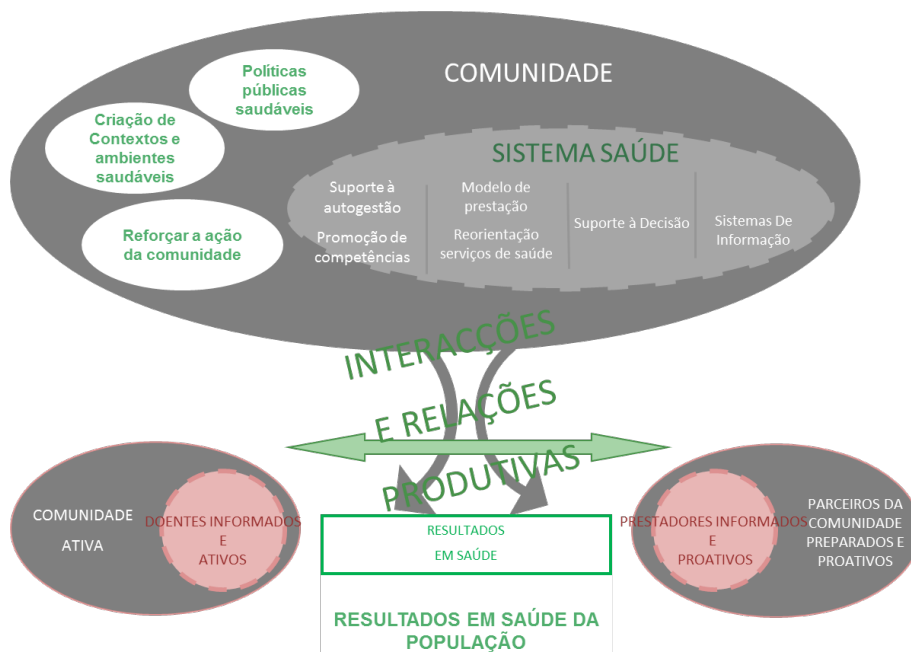 COMUNIDADE
Políticas
públicas
saudáveis
Criação de
Contextos e
ambientes
saudáveis
Reforçar a ação
da comunidade
SISTEMA SAÚDE
Suporte à
autogestão
Promoção de
competências
Modelo de
prestação
Reorientação
serviços de saúde
Suporte à Decisão
Sistemas De
Informação
INTERACÇÕES
E RELAÇÕES
PRODUTIVAS
COMUNIDADE
ATIVA
DOENTES INFORMADOS
E
ATIVOS
RESULTADOS
EM SAÚDE
RESULTADOS EM SAÚDE DA
POPULAÇÃO
PRESTADORES INFORMADOS
E
PROATIVOS
PARCEIROS DA
COMUNIDADE
PREPARADOS E
PROATIVOS